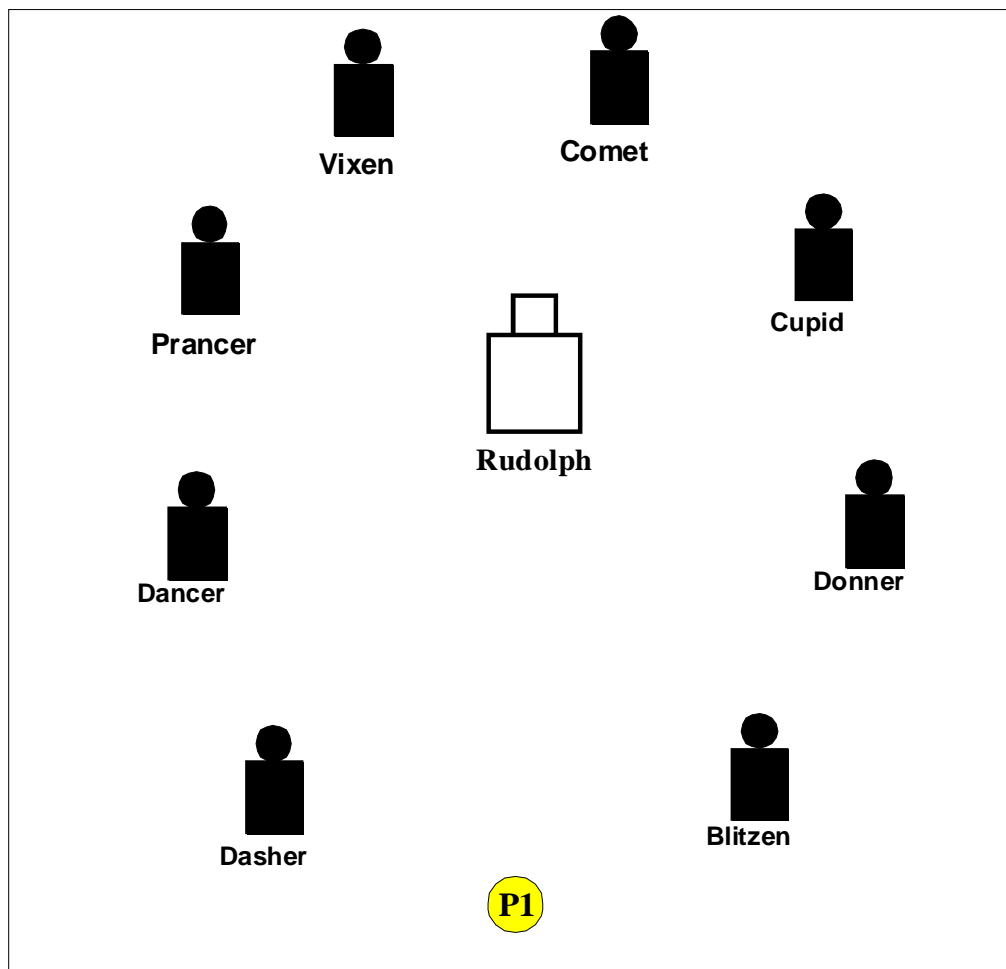 Vixen
Comet
Prancer
Cupid
Rudolph
Dancer
Donner
Dasher
Blitzen
P1